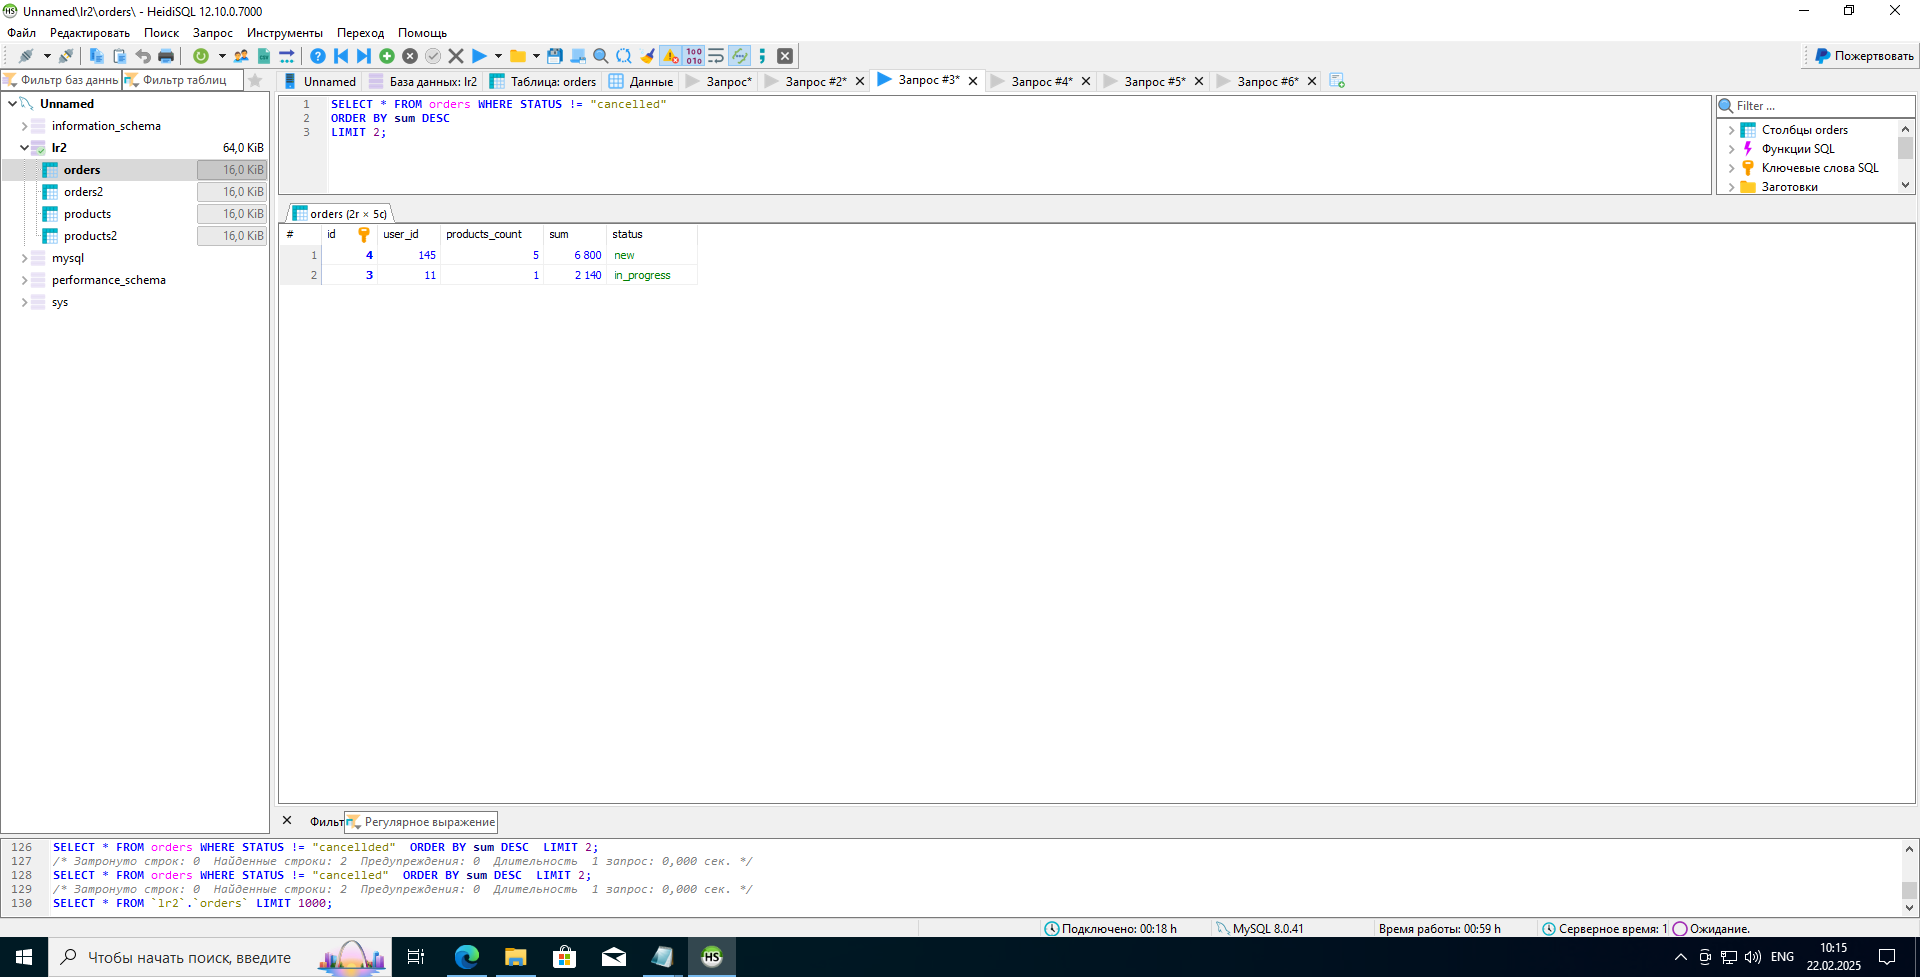 Unnamed\lr2\orders\ - HeidiSQL 12.10.0.7000
Файл Редактировать Поиск Запрос Инструменты Переход Помощь
Пожертвовать
Фильтр баз данн Фильтр таблиц
Unnamed База данных: lr2 Таблица: orders Данные Запрос* Запрос #2* Запрос #3* Запрос #4* Запрос #5* Запрос #6*
Unnamed
information_schema
lr2 64,0 KiB
orders 16,0 KiB
orders2 16,0 KiB
products 16,0 KiB
products2 16,0 KiB
mysql
performance_schema
sys
1 SELECT * FROM orders WHERE STATUS != "cancelled"
2 ORDER BY sum DESC
3 LIMIT 2;
Filter ...
Столбцы orders
Функции SQL
Ключевые слова SQL
Заготовки
orders (2r × 5c)
# id user_id products_count sum status
1 4 145 5 6 800 new
2 3 11 1 2 140 in_progress
Фильт Регулярное выражение
126 SELECT * FROM orders WHERE STATUS != "cancellded" ORDER BY sum DESC LIMIT 2;
127 /* Затронуто строк: 0 Найденные строки: 2 Предупреждения: 0 Длительность 1 запрос: 0,000 сек. */
128 SELECT * FROM orders WHERE STATUS != "cancelled" ORDER BY sum DESC LIMIT 2;
129 /* Затронуто строк: 0 Найденные строки: 2 Предупреждения: 0 Длительность 1 запрос: 0,000 сек. */
130 SELECT * FROM `lr2`.`orders` LIMIT 1000;
Подключено: 00:18 h MySQL 8.0.41 Время работы: 00:59 h Серверное время: 1 Ожидание.
Чтобы начать поиск, введите
HS
ENG
10:15
22.02.2025